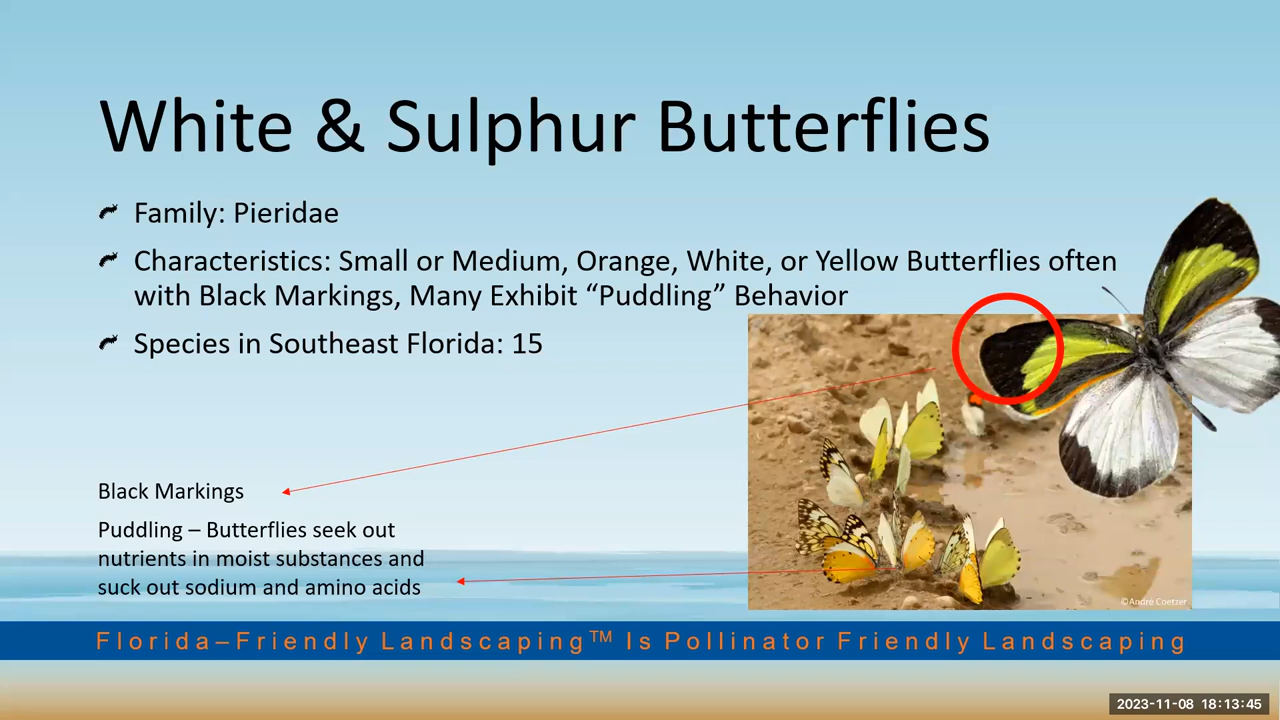 White & Sulphur Butterflies
Family: Pieridae
Characteristics: Small or Medium, Orange, White, or Yellow Butterflies often
with Black Markings, Many Exhibit “Puddling” Behavior
Species in Southeast Florida: 15
Black Markings
Puddling – Butterflies seek out
nutrients in moist substances and
suck out sodium and amino acids
©André Coetzer
Florida–Friendly Landscaping™ Is Pollinator Friendly Landscaping
2023-11-08 18:13:45